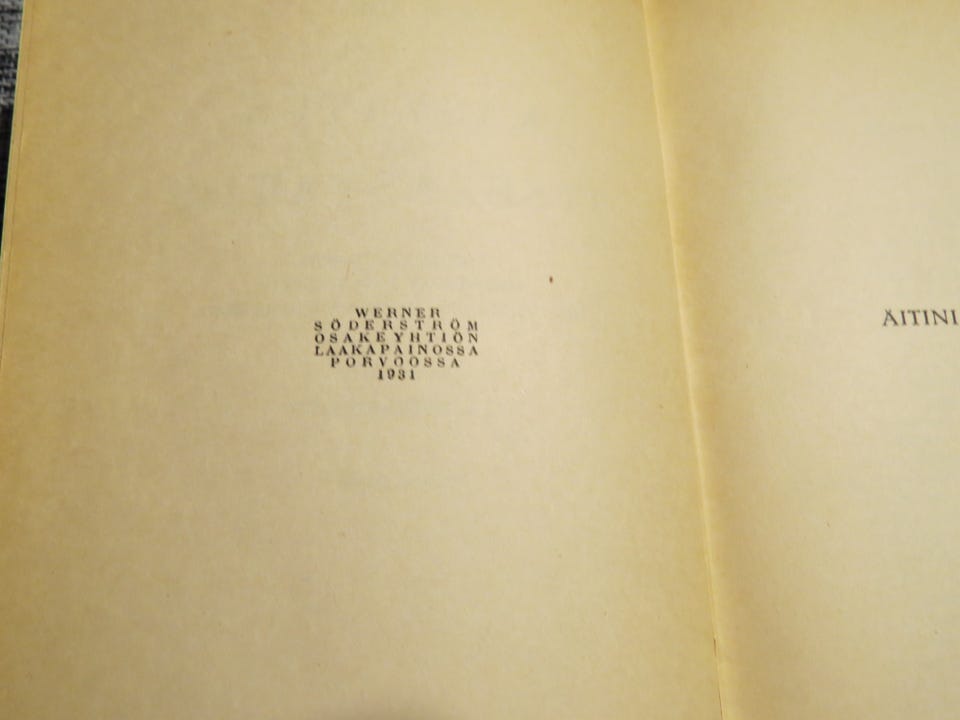 WERNER
SÖDERSTRÖM
OSAKEYHTIÖN
LAAKAPAINOSSA
PORVOOSSA
1931
ÄITINI